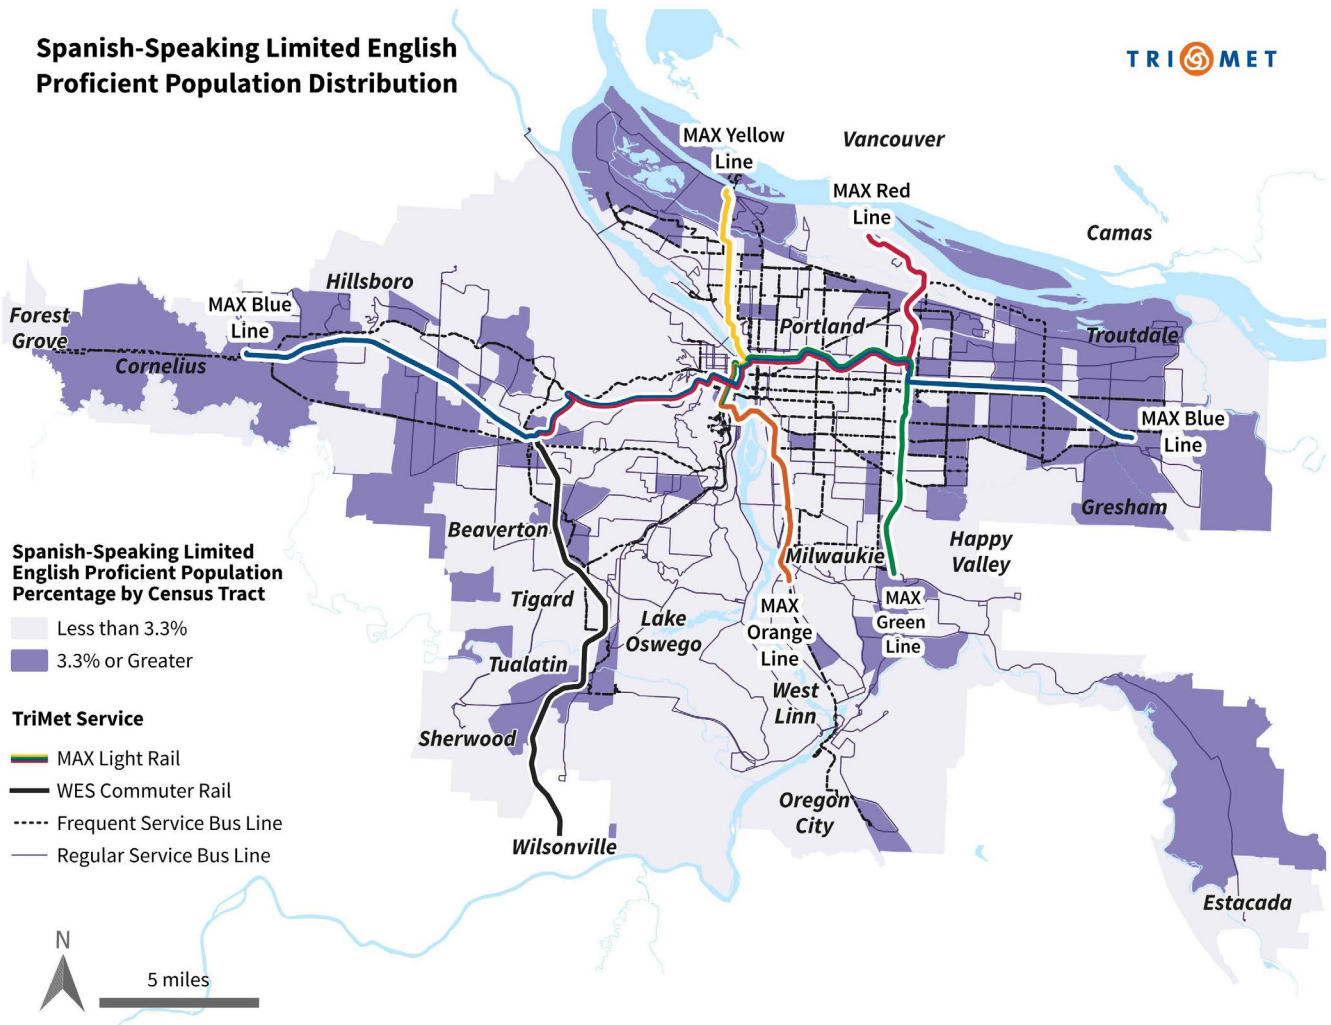 Spanish-Speaking Limited English
Proficient Population Distribution
TRI MET
MAX Yellow
Line
Vancouver
MAX Red
Line
Camas
Hillsboro
MAX Blue
Line
Forest
Grove
Cornelius
Portland
Troutdale
MAX Blue
Line
Gresham
Beaverton
Milwaukie
Happy
Valley
Tigard
Lake
Oswego
MAX
Orange
Line
MAX
Green
Line
Tualatin
West
Linn
Sherwood
Oregon
City
Wilsonville
Estacada
Spanish-Speaking Limited
English Proficient Population
Percentage by Census Tract
Less than 3.3%
3.3% or Greater
TriMet Service
MAX Light Rail
WES Commuter Rail
Frequent Service Bus Line
Regular Service Bus Line
N
5 miles